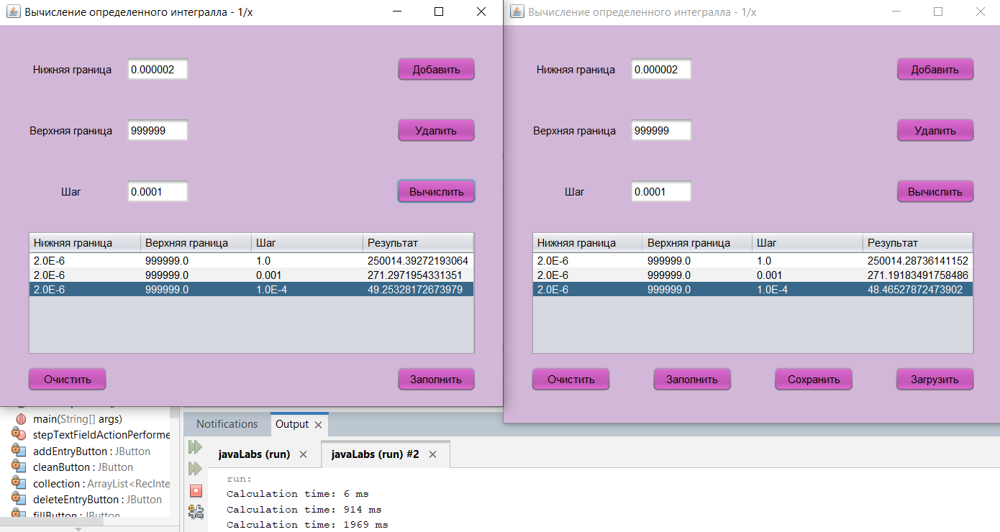 Вычисление определенного интегралла - 1/x
Нижняя граница 0.000002 Добавить
Верхняя граница 999999 Удалить
Шаг 0.0001 Вычислить
Нижняя граница Верхняя граница Шаг Результат
2.0E-6 999999.0 1.0 250014.39272193064
2.0E-6 999999.0 0.001 271.2971954331351
2.0E-6 999999.0 1.0E-4 49.25328172673979
Очистить Заполнить
Вычисление определенного интегралла - 1/x
Нижняя граница 0.000002 Добавить
Верхняя граница 999999 Удалить
Шаг 0.0001 Вычислить
Нижняя граница Верхняя граница Шаг Результат
2.0E-6 999999.0 1.0 250014.28736141152
2.0E-6 999999.0 0.001 271.19183491758486
2.0E-6 999999.0 1.0E-4 48.46527872473902
Очистить Заполнить Сохранить Загрузить
main(String[] args)
stepTextFieldActionPerforme
addEntryButton : JButton
cleanButton : JButton
collection : ArrayList<RecInte
deleteEntryButton : JButton
fillButton : JButton
Notifications Output
javaLabs (run) javaLabs (run) #2
run:
Calculation time: 6 ms
Calculation time: 914 ms
Calculation time: 1969 ms